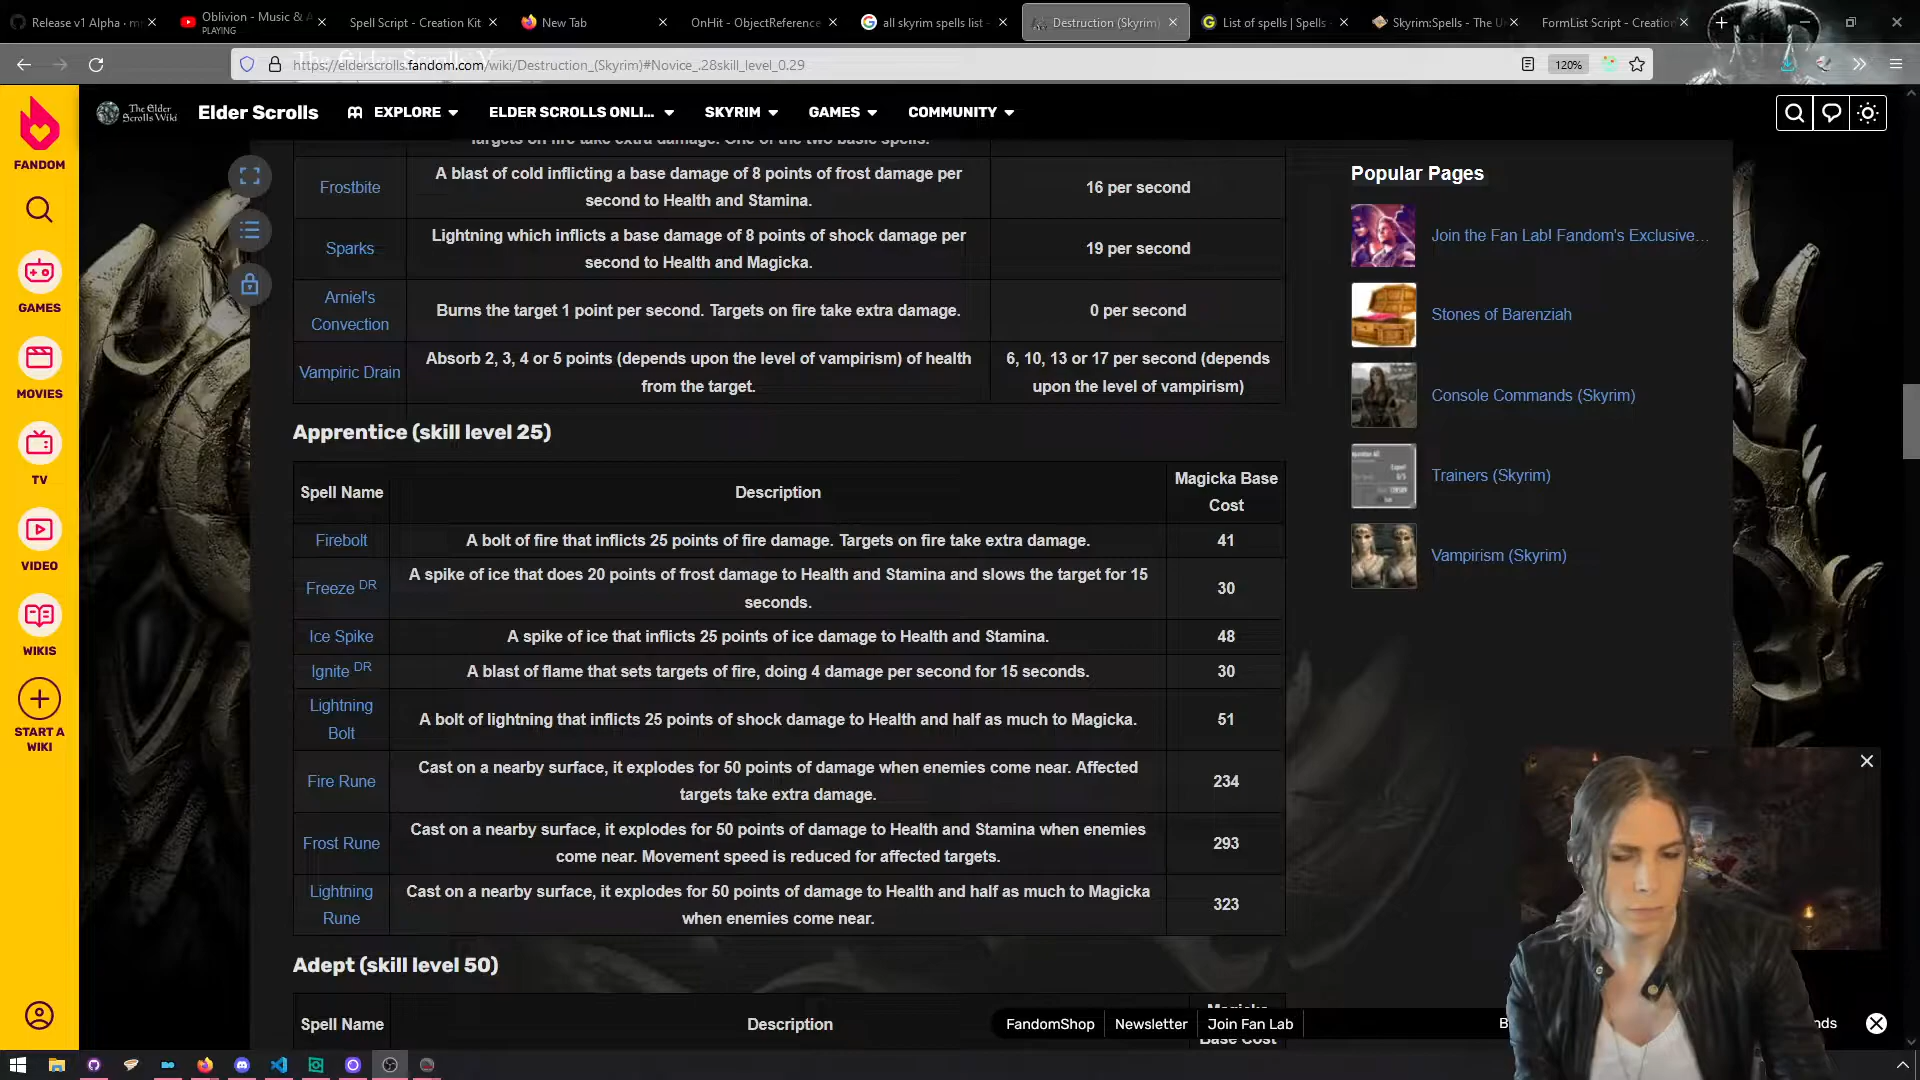 Release v1 Alpha · m
Oblivion - Music & A
PLAYING
Spell Script - Creation Kit
New Tab
OnHit - ObjectReference
all skyrim spells list -
Destruction (Skyrim)
List of spells | Spells -
Skyrim:Spells - The U
FormList Script - Creation
https://elderscrolls.fandom.com/wiki/Destruction_(Skyrim)#Novice_.28skill_level_0.29
120%
FANDOM
GAMES
MOVIES
TV
VIDEO
WIKIS
START A
WIKI
The Elder
Scrolls Wiki
Elder Scrolls
EXPLORE
ELDER SCROLLS ONLI...
SKYRIM
GAMES
COMMUNITY
Targets on fire take extra damage. One of the two basic spells.
Frostbite
A blast of cold inflicting a base damage of 8 points of frost damage per
second to Health and Stamina.
16 per second
Sparks
Lightning which inflicts a base damage of 8 points of shock damage per
second to Health and Magicka.
19 per second
Arniel's
Convection
Burns the target 1 point per second. Targets on fire take extra damage.
0 per second
Vampiric Drain
Absorb 2, 3, 4 or 5 points (depends upon the level of vampirism) of health
from the target.
6, 10, 13 or 17 per second (depends
upon the level of vampirism)
Apprentice (skill level 25)
Spell Name
Description
Magicka Base
Cost
Firebolt
A bolt of fire that inflicts 25 points of fire damage. Targets on fire take extra damage.
41
Freeze DR
A spike of ice that does 20 points of frost damage to Health and Stamina and slows the target for 15
seconds.
30
Ice Spike
A spike of ice that inflicts 25 points of ice damage to Health and Stamina.
48
Ignite DR
A blast of flame that sets targets of fire, doing 4 damage per second for 15 seconds.
30
Lightning
Bolt
A bolt of lightning that inflicts 25 points of shock damage to Health and half as much to Magicka.
51
Fire Rune
Cast on a nearby surface, it explodes for 50 points of damage when enemies come near. Affected
targets take extra damage.
234
Frost Rune
Cast on a nearby surface, it explodes for 50 points of damage to Health and Stamina when enemies
come near. Movement speed is reduced for affected targets.
293
Lightning
Rune
Cast on a nearby surface, it explodes for 50 points of damage to Health and half as much to Magicka
when enemies come near.
323
Adept (skill level 50)
Spell Name
Description
Magicka
Base Cost
Popular Pages
Join the Fan Lab! Fandom's Exclusive...
Stones of Barenziah
Console Commands (Skyrim)
Trainers (Skyrim)
Vampirism (Skyrim)
FandomShop
Newsletter
Join Fan Lab